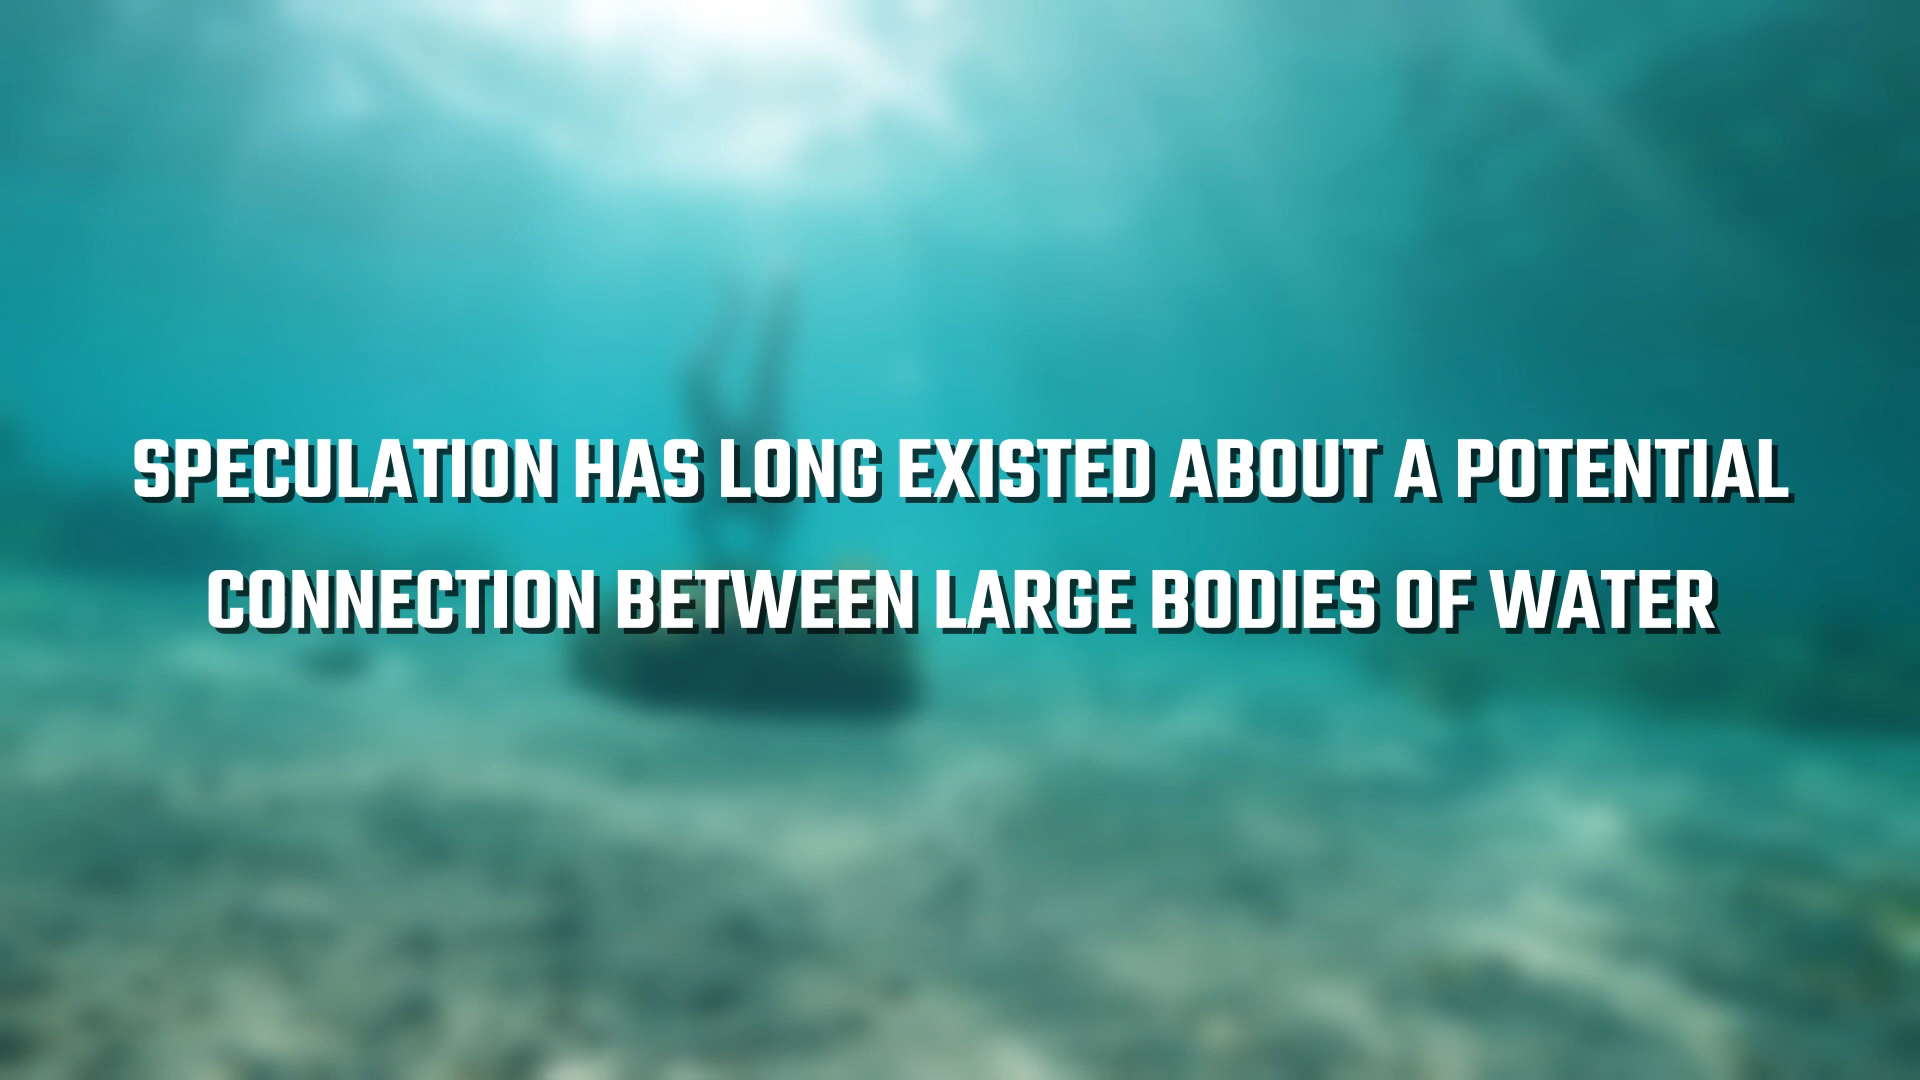 SPECULATION HAS LONG EXISTED ABOUT A POTENTIAL
CONNECTION BETWEEN LARGE BODIES OF WATER